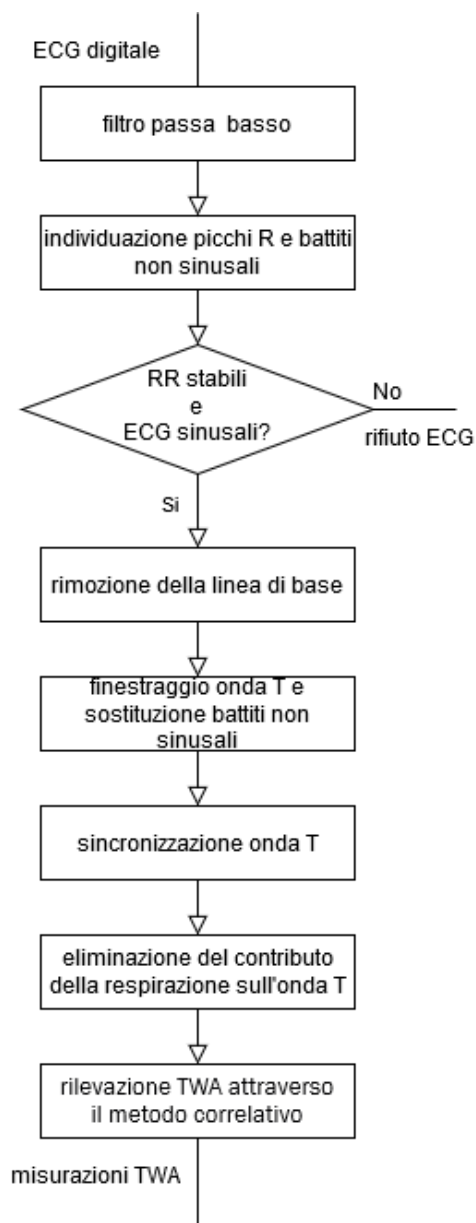 ECG digitale
filtro passa basso
individuazione picchi R e battiti
non sinusali
RR stabili
e
ECG sinusali?
No
rifiuto ECG
Si
rimozione della linea di base
finestraggio onda T e
sostituzione battiti non
sinusali
sincronizzazione onda T
eliminazione del contributo
della respirazione sull'onda T
rilevazione TWA attraverso
il metodo correlativo
misurazioni TWA